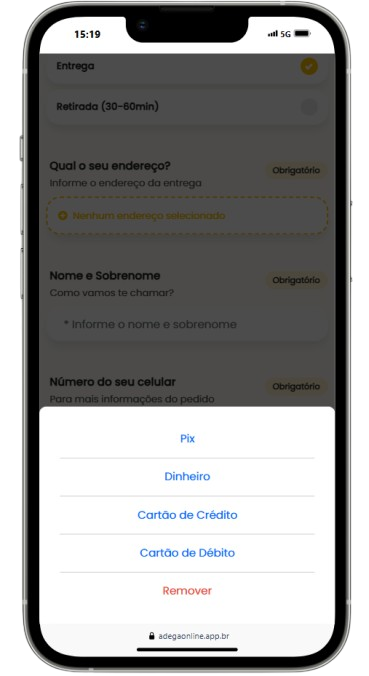 15:19
5G
Entrega
Retirada (30-60min)
Qual o seu endereço?
Obrigatório
Informe o endereço da entrega
Nenhum endereço selecionado
Nome e Sobrenome
Obrigatório
Como vamos te chamar?
* Informe o nome e sobrenome
Número do seu celular
Obrigatório
Para mais informações do pedido
Pix
Dinheiro
Cartão de Crédito
Cartão de Débito
Remover
adegaonline.app.br